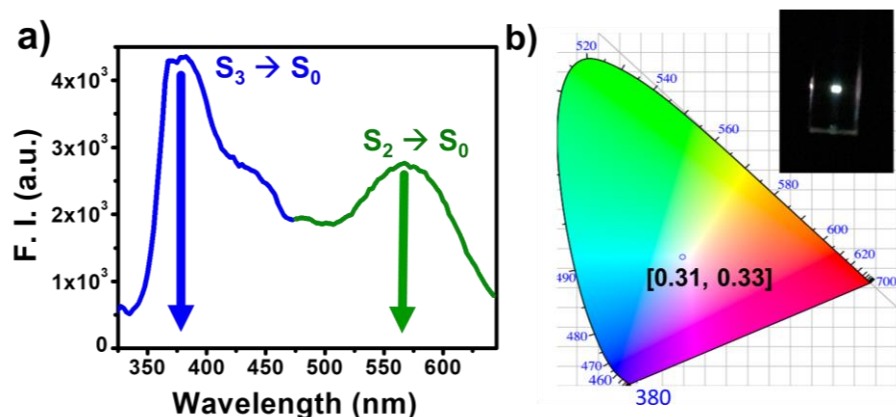 a)
S3 → S0
S2 → S0
4x10³
3x10³
2x10³
1x10³
0
F. I. (a.u.)
350 400 450 500 550 600
Wavelength (nm)
b)
520
540
560
580
600
620
700
490
480
470
460
380
[0.31, 0.33]